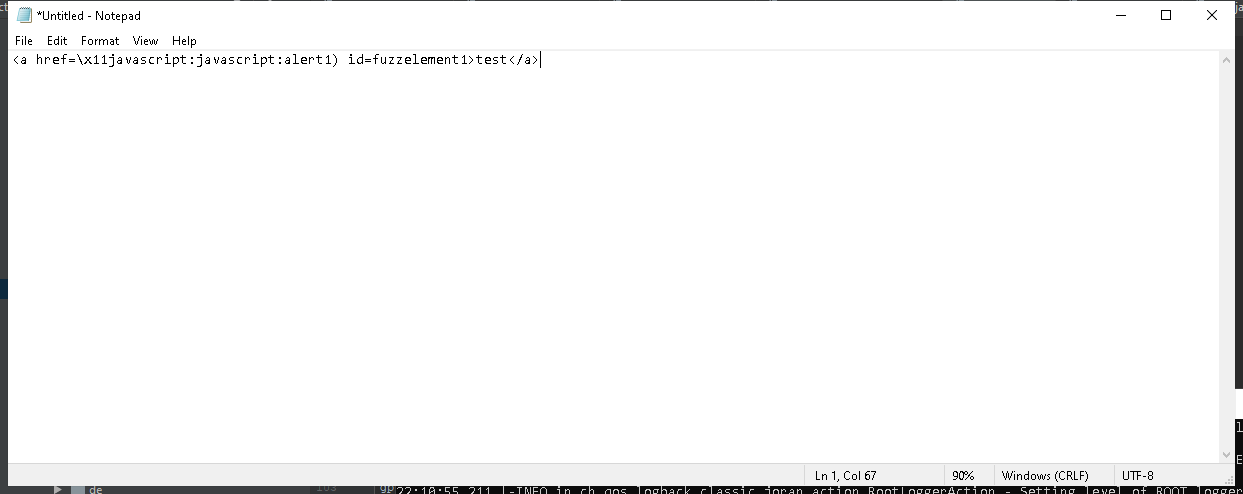 *Untitled - Notepad
File Edit Format View Help
<a href=\x11javascript:javascript:alert1) id=fuzzelement1>test</a>
Ln 1, Col 67 90% Windows (CRLF) UTF-8
de
22:10:55,211 |-INFO in ch.qos.logback.classic.joran.action.RootLoggerAction - Setting level of ROOT logger